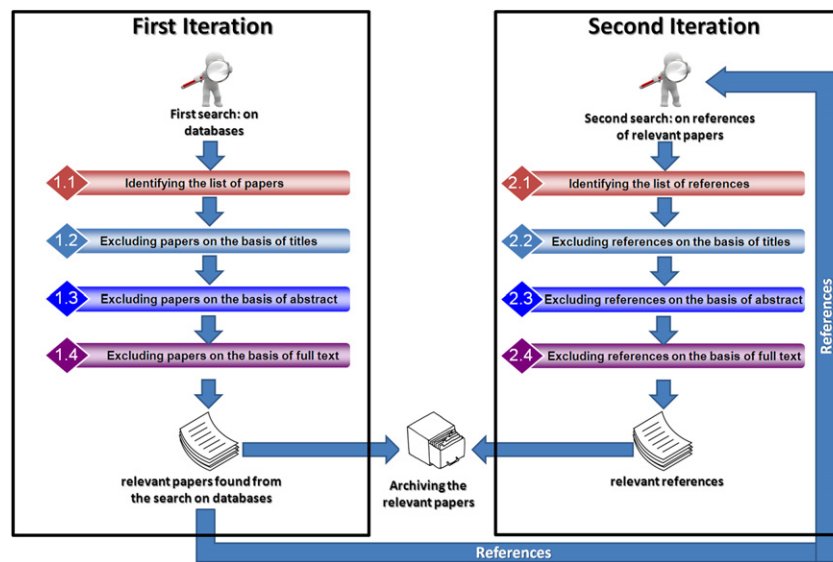 First Iteration
First search: on
databases
1.1 Identifying the list of papers
1.2 Excluding papers on the basis of titles
1.3 Excluding papers on the basis of abstract
1.4 Excluding papers on the basis of full text
relevant papers found from
the search on databases
Archiving the
relevant papers
Second Iteration
Second search: on references
of relevant papers
2.1 Identifying the list of references
2.2 Excluding references on the basis of titles
2.3 Excluding references on the basis of abstract
2.4 Excluding references on the basis of full text
relevant references
References
References